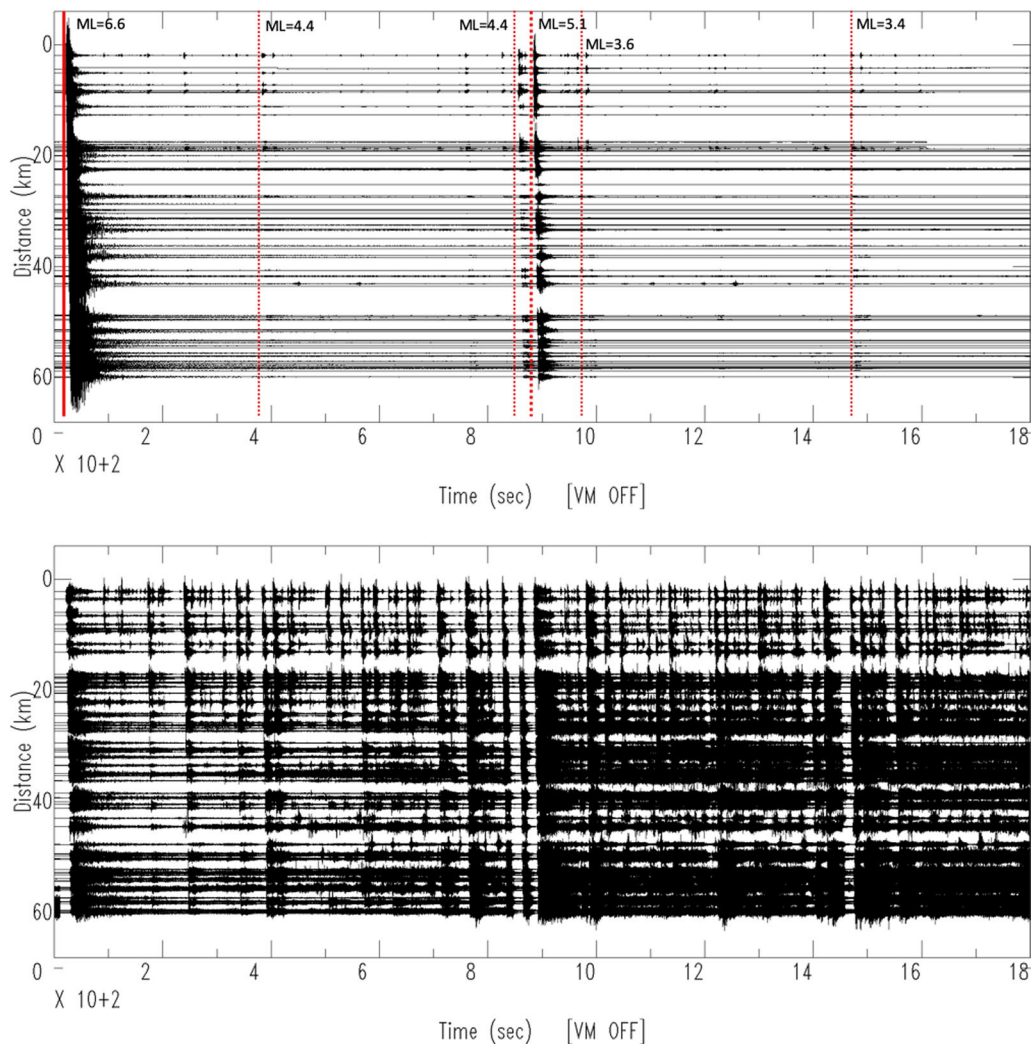 ML=6.6 ML=4.4 ML=4.4 ML=5.1 ML=3.6 ML=3.4
0
20
40
60
Distance (km)
0 2 4 6 8 10 12 14 16 18
X 10+2
Time (sec) [VM OFF]
0
20
40
60
Distance (km)
0 2 4 6 8 10 12 14 16 18
X 10+2
Time (sec) [VM OFF]